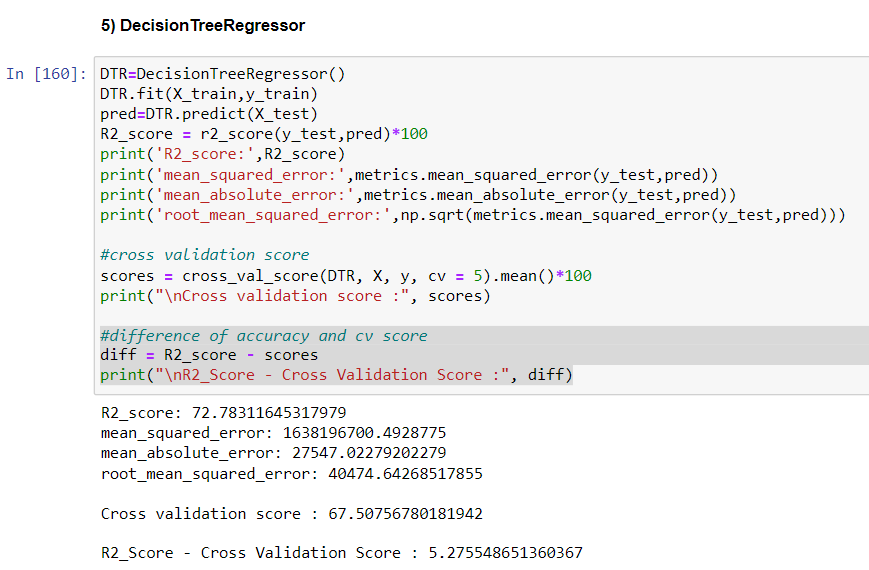 5) DecisionTreeRegressor
In [160]: DTR=DecisionTreeRegressor()
DTR.fit(X_train,y_train)
pred=DTR.predict(X_test)
R2_score = r2_score(y_test,pred)*100
print('R2_score:',R2_score)
print('mean_squared_error:',metrics.mean_squared_error(y_test,pred))
print('mean_absolute_error:',metrics.mean_absolute_error(y_test,pred))
print('root_mean_squared_error:',np.sqrt(metrics.mean_squared_error(y_test,pred)))
#cross validation score
scores = cross_val_score(DTR, X, y, cv = 5).mean()*100
print("\nCross validation score :", scores)
#difference of accuracy and cv score
diff = R2_score - scores
print("\nR2_Score - Cross Validation Score :", diff)
R2_score: 72.78311645317979
mean_squared_error: 1638196700.4928775
mean_absolute_error: 27547.02279202279
root_mean_squared_error: 40474.64268517855
Cross validation score : 67.50756780181942
R2_Score - Cross Validation Score : 5.275548651360367